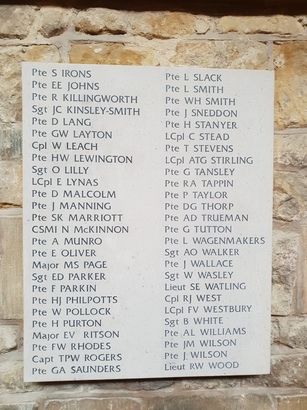 Pte S IRONS
Pte EE JOHNS
Pte R KILLINGWORTH
Sgt JC KINSLEY-SMITH
Pte D LANG
Pte GW LAYTON
Cpl W LEACH
Pte HW LEWINGTON
Sgt O LILLY
LCpl E LYNAS
Pte D MALCOLM
Pte J MANNING
Pte SK MARRIOTT
CSMI N McKINNON
Pte A MUNRO
Pte E OLIVER
Major MS PAGE
Sgt ED PARKER
Pte F PARKIN
Pte HJ PHILPOTTS
Pte W POLLOCK
Pte H PURTON
Major EV RITSON
Pte FW RHODES
Capt TPW ROGERS
Pte GA SAUNDERS
Pte L SLACK
Pte L SMITH
Pte WH SMITH
Pte J SNEDDON
Pte H STANYER
LCpl C STEAD
Pte T STEVENS
LCpl ATG STIRLING
Pte G TANSLEY
Pte RA TAPPIN
Pte P TAYLOR
Pte DG THORP
Pte AD TRUEMAN
Pte G TUTTON
Pte L WAGENMAKERS
Sgt AO WALKER
Pte J WALLACE
Sgt W WASLEY
Lieut SE WATLING
Cpl RJ WEST
LCpl FV WESTBURY
Sgt B WHITE
Pte AL WILLIAMS
Pte JM WILSON
Pte J WILSON
Lieut RW WOOD